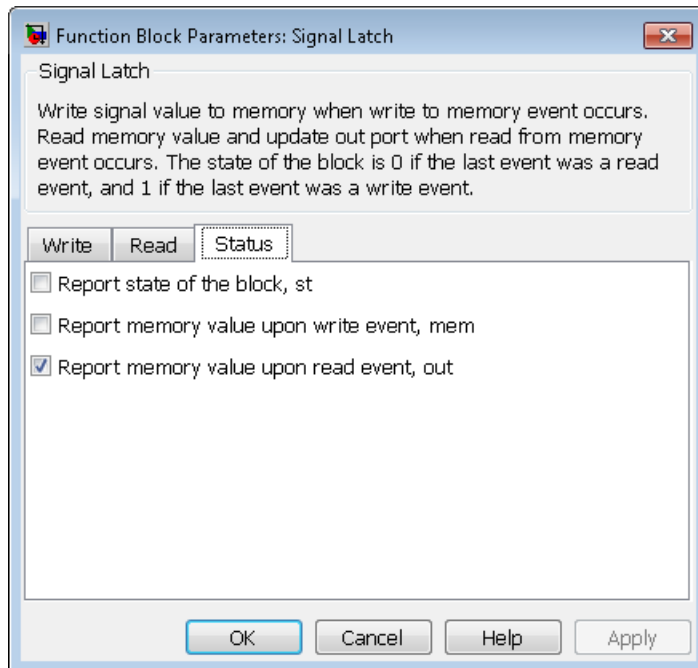 Function Block Parameters: Signal Latch
Signal Latch
Write signal value to memory when write to memory event occurs.
Read memory value and update out port when read from memory
event occurs. The state of the block is 0 if the last event was a read
event, and 1 if the last event was a write event.
Write Read Status
Report state of the block, st
Report memory value upon write event, mem
Report memory value upon read event, out
OK Cancel Help Apply